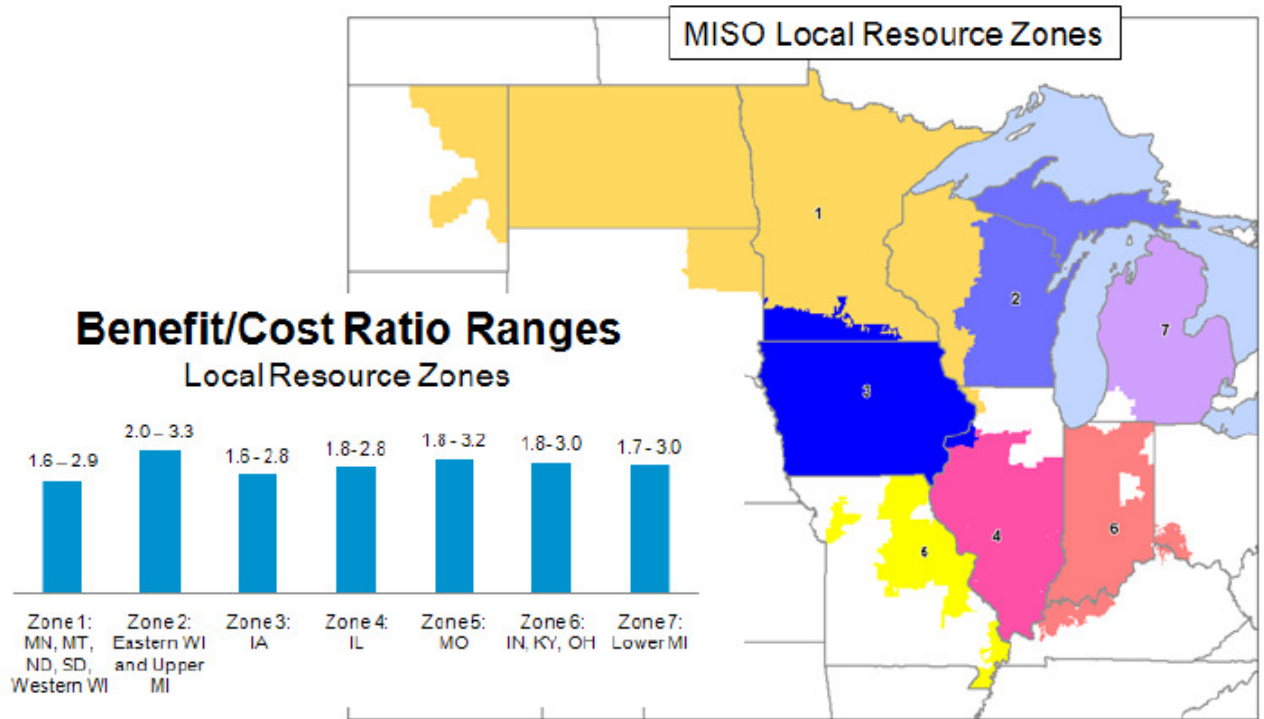 MISO Local Resource Zones
1
2
7
3
4
6
5
Benefit/Cost Ratio Ranges
Local Resource Zones
1.6 – 2.9
2.0 – 3.3
1.6 - 2.8
1.8 - 2.8
1.8 - 3.2
1.8 - 3.0
1.7 - 3.0
Zone 1:
MN, MT,
ND, SD,
Western WI
Zone 2:
Eastern WI
and Upper
MI
Zone 3:
IA
Zone 4:
IL
Zone 5:
MO
Zone 6:
IN, KY, OH
Zone 7:
Lower MI